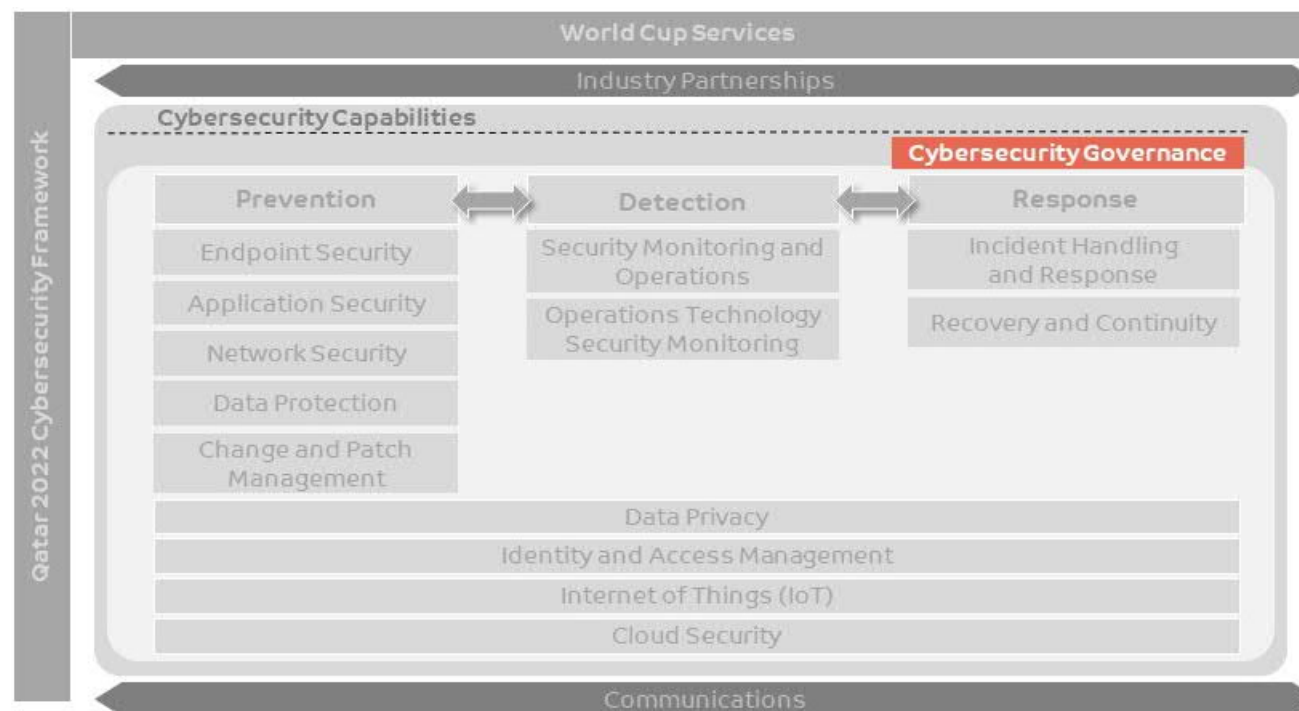 World Cup Services
Industry Partnerships
Qatar 2022 Cybersecurity Framework
Cybersecurity Capabilities
Cybersecurity Governance
Prevention
Detection
Response
Endpoint Security
Application Security
Network Security
Data Protection
Change and Patch
Management
Security Monitoring and
Operations
Operations Technology
Security Monitoring
Incident Handling
and Response
Recovery and Continuity
Data Privacy
Identity and Access Management
Internet of Things (IoT)
Cloud Security
Communications